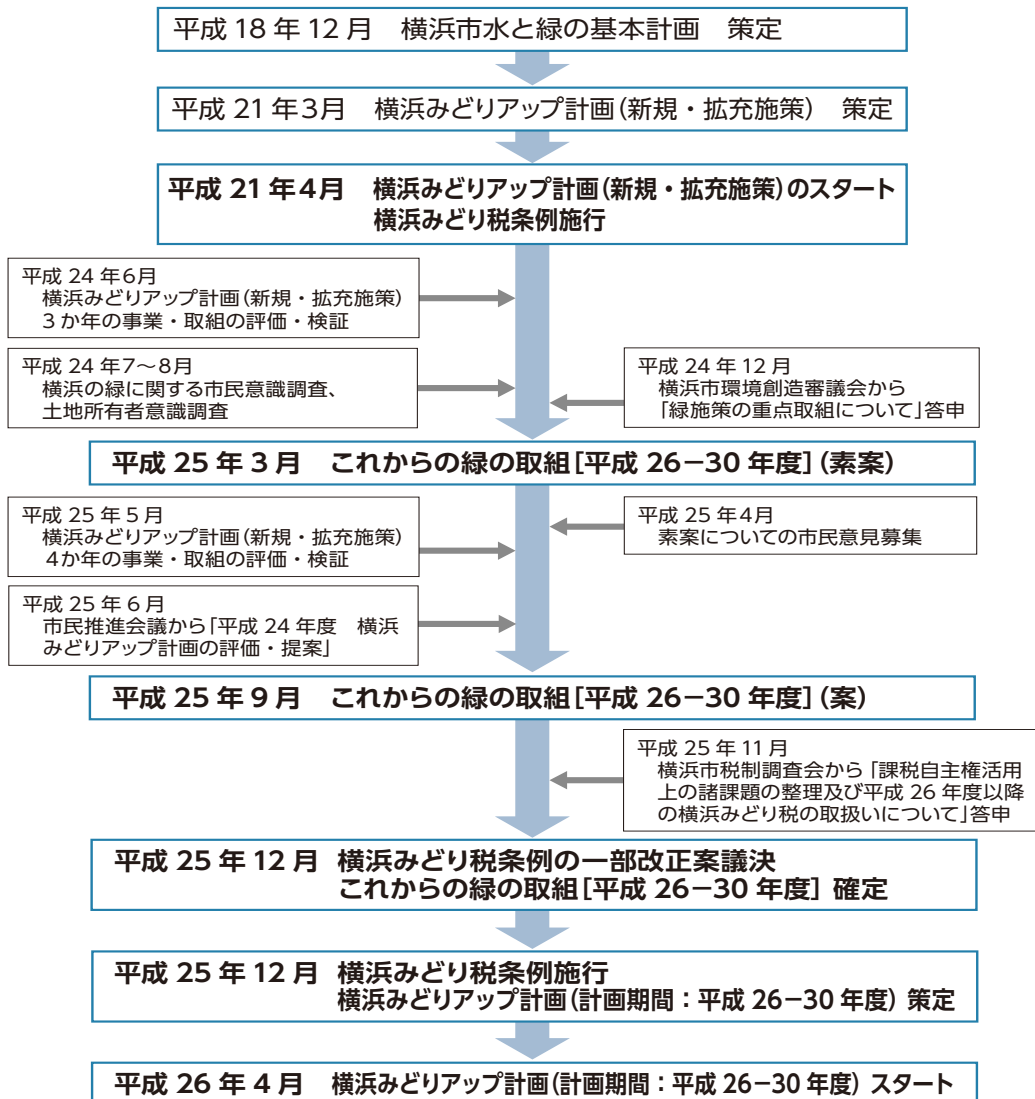 平成 18 年 12 月　横浜市水と緑の基本計画　策定
平成 21 年3月　横浜みどりアップ計画(新規・拡充施策)　策定
平成 21 年4月　横浜みどりアップ計画(新規・拡充施策)のスタート
横浜みどり税条例施行
平成 24 年6月
横浜みどりアップ計画(新規・拡充施策)
3 か年の事業・取組の評価・検証
平成 24 年7～8月
横浜の緑に関する市民意識調査、
土地所有者意識調査
平成 24 年 12 月
横浜市環境創造審議会から
「緑施策の重点取組について」答申
平成 25 年 3 月　これからの緑の取組[平成 26－30 年度] (素案)
平成 25 年 5 月
横浜みどりアップ計画(新規・拡充施策)
4か年の事業・取組の評価・検証
平成 25 年4月
素案についての市民意見募集
平成 25 年 6 月
市民推進会議から「平成 24 年度　横浜
みどりアップ計画の評価・提案」
平成 25 年 9 月　これからの緑の取組[平成 26－30 年度] (案)
平成 25 年 11 月
横浜市税制調査会から「課税自主権活用
上の諸課題の整理及び平成 26 年度以降
の横浜みどり税の取扱いについて」答申
平成 25 年 12 月　横浜みどり税条例の一部改正案議決
これからの緑の取組[平成 26－30 年度] 確定
平成 25 年 12 月　横浜みどり税条例施行
横浜みどりアップ計画(計画期間：平成 26－30 年度) 策定
平成 26 年 4 月　横浜みどりアップ計画(計画期間：平成 26－30 年度) スタート